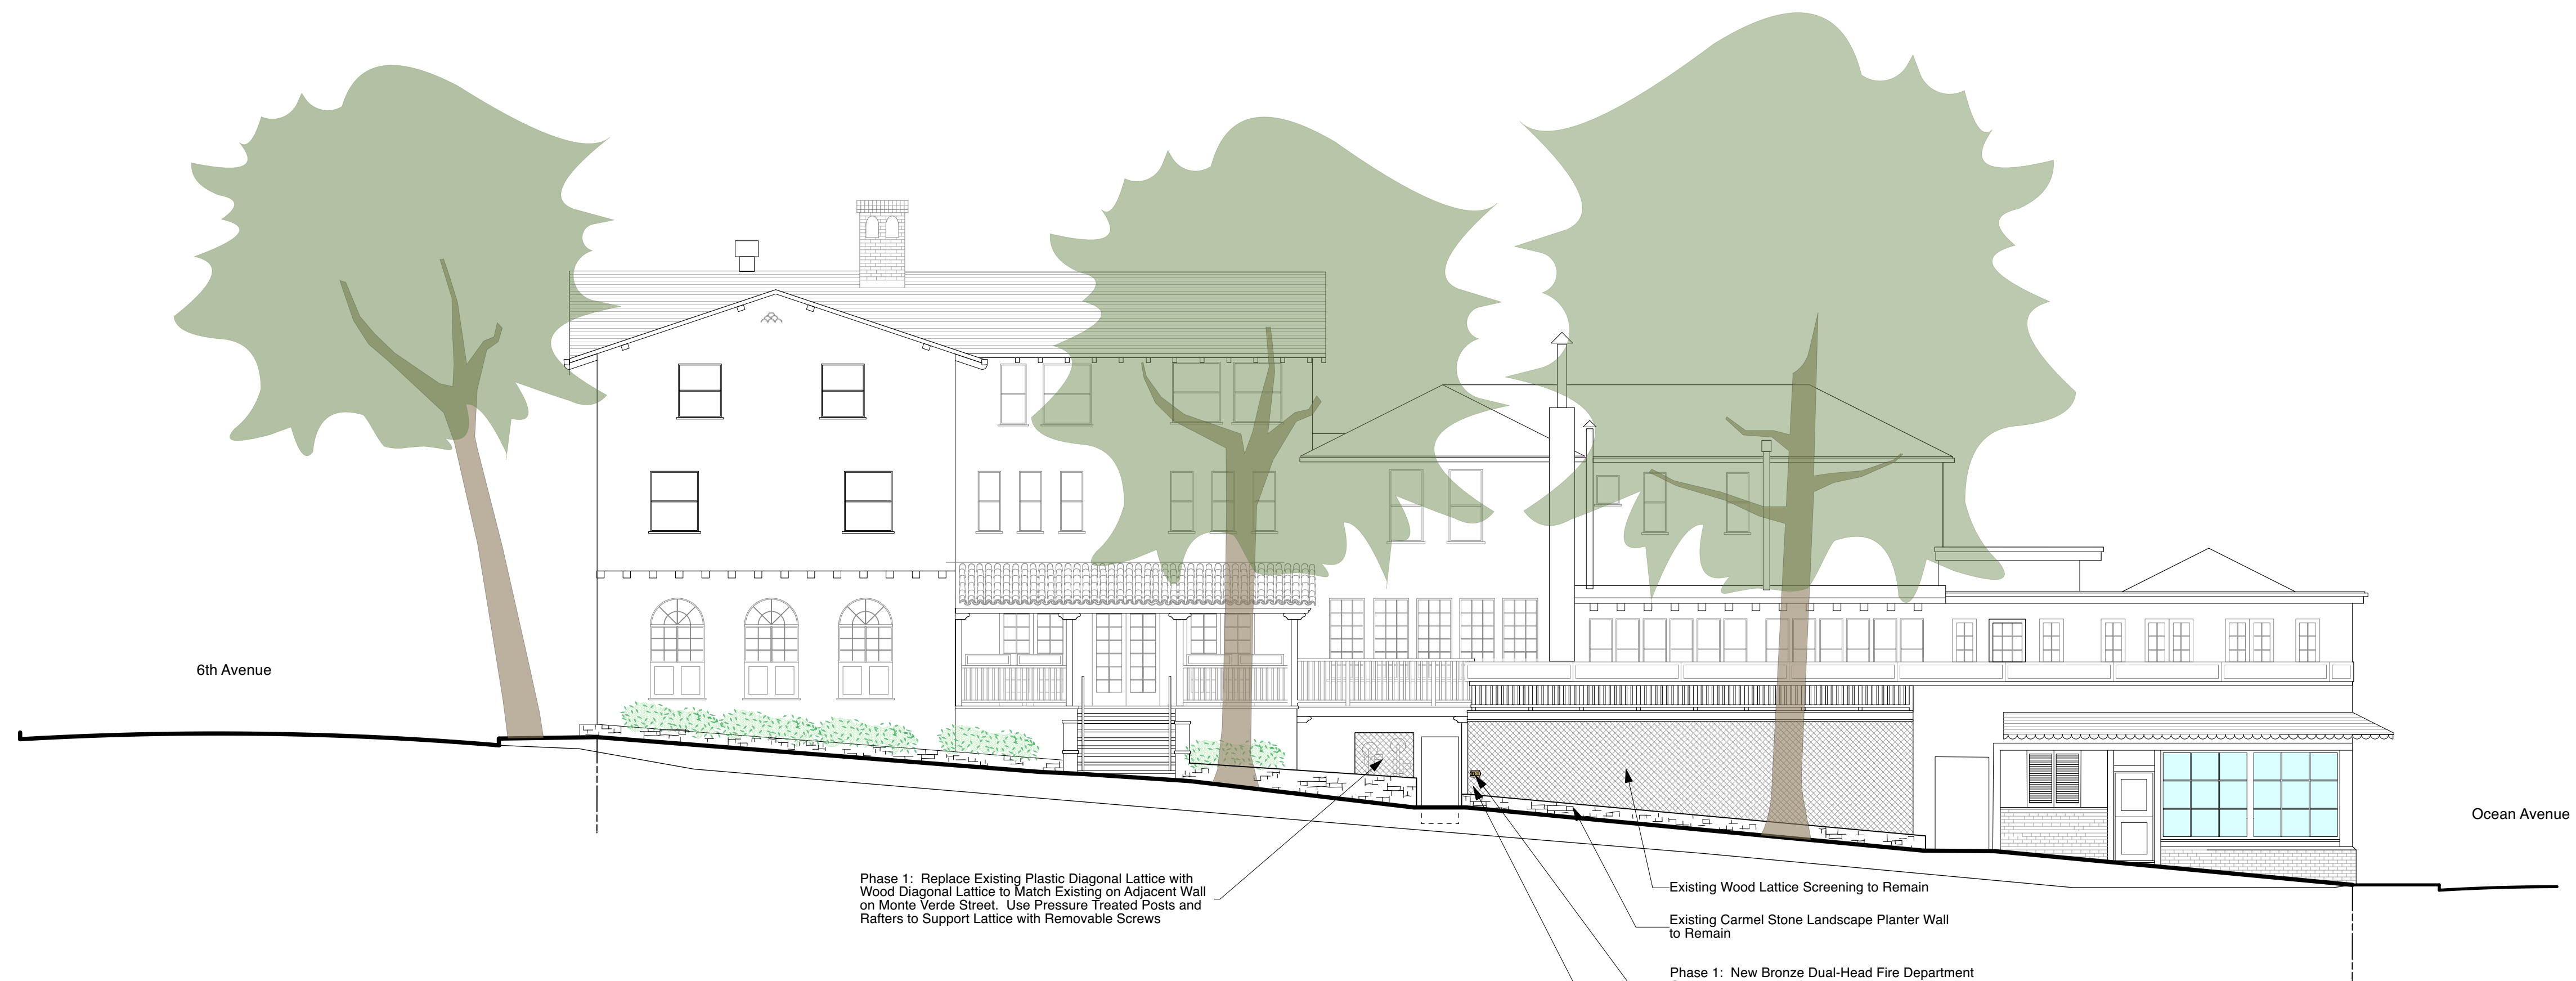 6th Avenue
Ocean Avenue
Phase 1:  Replace Existing Plastic Diagonal Lattice with
Wood Diagonal Lattice to Match Existing on Adjacent Wall
on Monte Verde Street.  Use Pressure Treated Posts and
Rafters to Support Lattice with Removable Screws
Existing Wood Lattice Screening to Remain
Existing Carmel Stone Landscape Planter Wall
to Remain
Phase 1:  New Bronze Dual-Head Fire Department